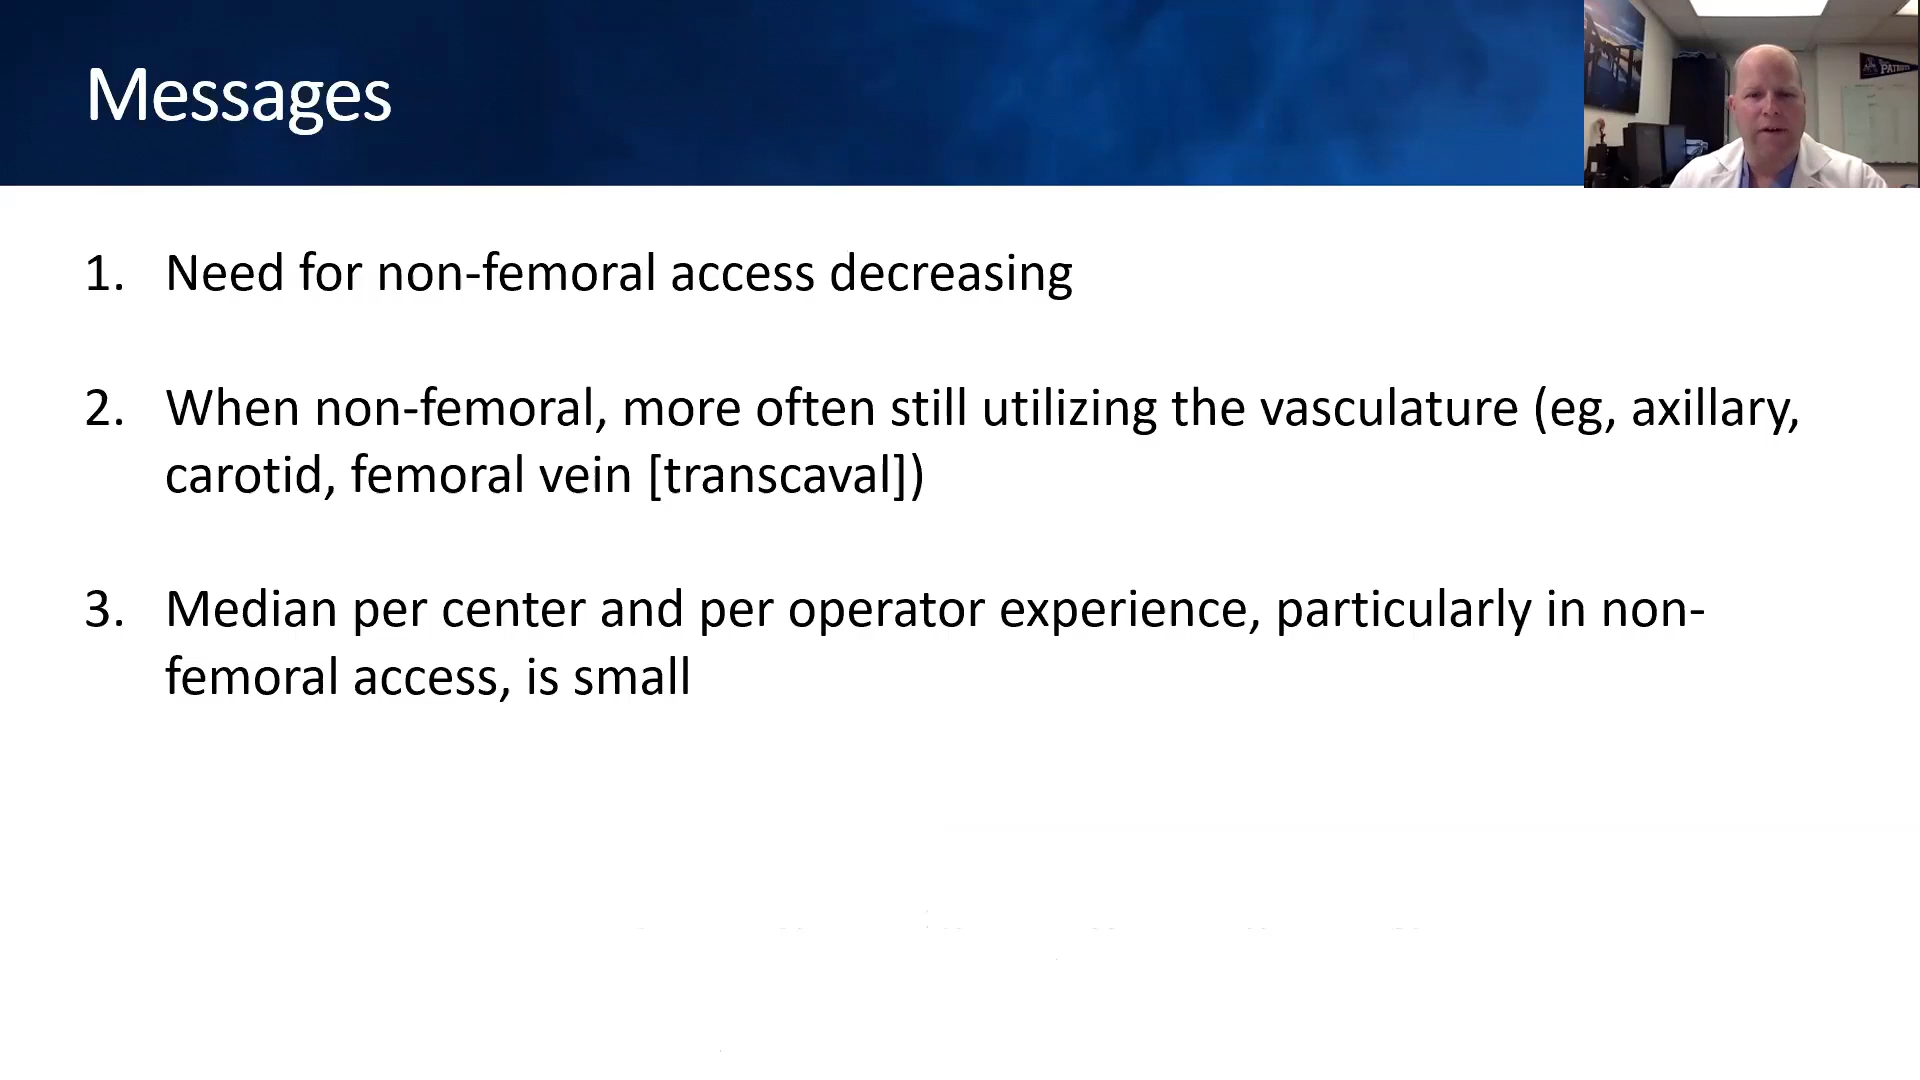 Messages
PATRIOTS
1. Need for non-femoral access decreasing
2. When non-femoral, more often still utilizing the vasculature (eg, axillary,
carotid, femoral vein [transcaval])
3. Median per center and per operator experience, particularly in non-
femoral access, is small